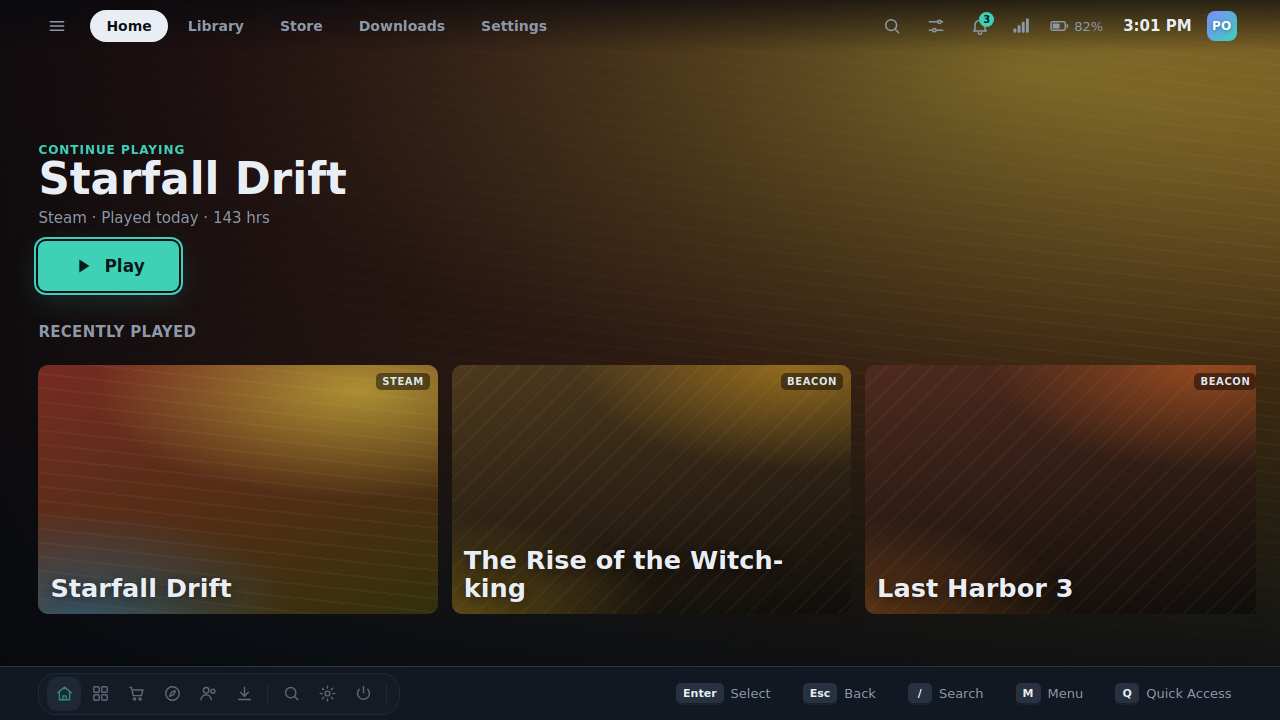 Home Library Store Downloads Settings 3 82% 3:01 PM PO
CONTINUE PLAYING
Starfall Drift
Steam · Played today · 143 hrs
Play
RECENTLY PLAYED
STEAM
Starfall Drift
BEACON
The Rise of the Witch-
king
BEACON
Last Harbor 3
Enter Select Esc Back / Search M Menu Q Quick Access